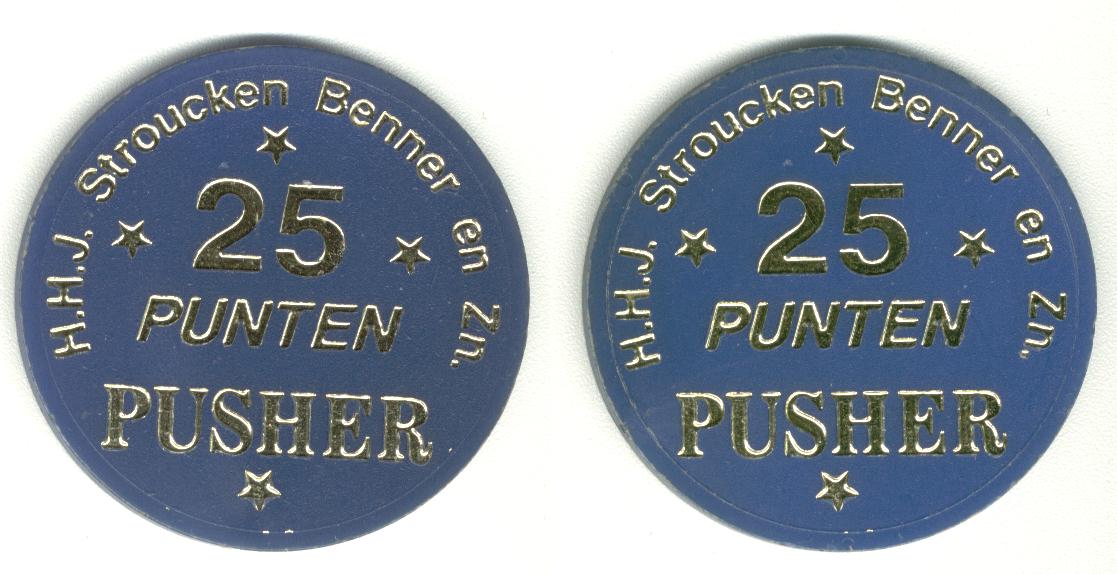 H.H.J. Stroucken Benner en Zn.
25
PUNTEN
PUSHER
H.H.J. Stroucken Benner en Zn.
25
PUNTEN
PUSHER